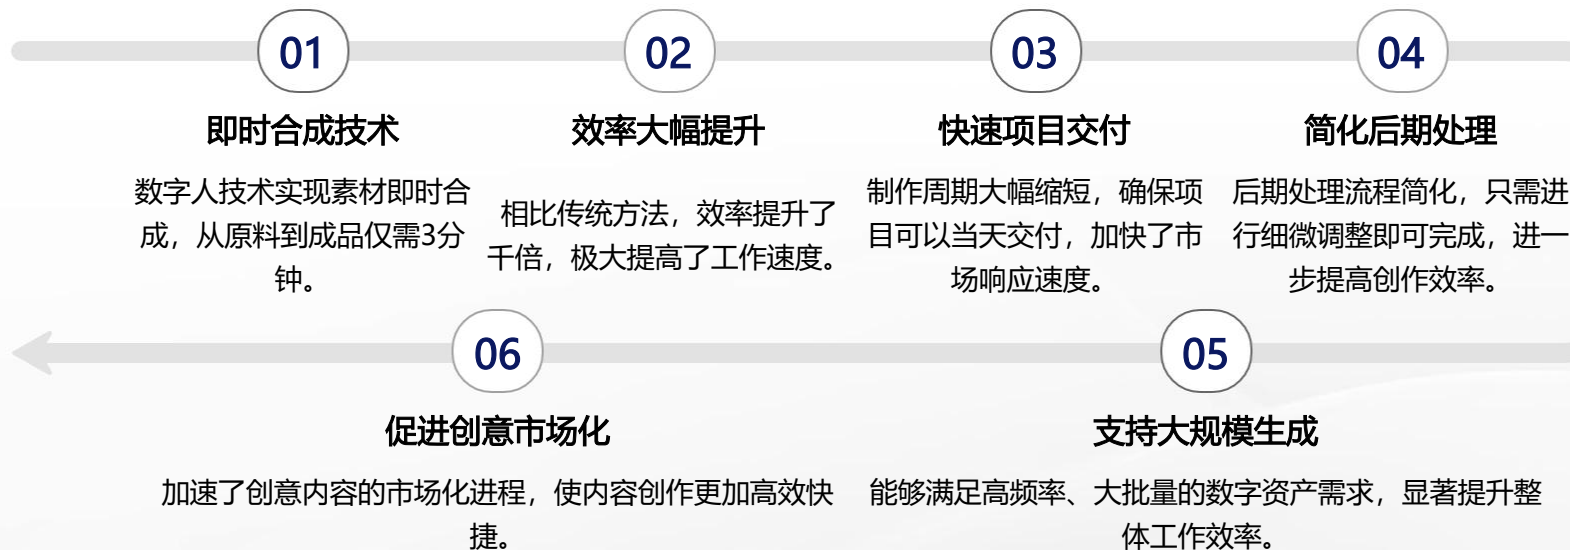 01
即时合成技术
数字人技术实现素材即时合
成，从原料到成品仅需3分
钟。
02
效率大幅提升
相比传统方法，效率提升了
千倍，极大提高了工作速度。
03
快速项目交付
制作周期大幅缩短，确保项
目可以当天交付，加快了市
场响应速度。
04
简化后期处理
后期处理流程简化，只需进
行细微调整即可完成，进一
步提高创作效率。
05
支持大规模生成
能够满足高频率、大批量的数字资产需求，显著提升整
体工作效率。
06
促进创意市场化
加速了创意内容的市场化进程，使内容创作更加高效快
捷。